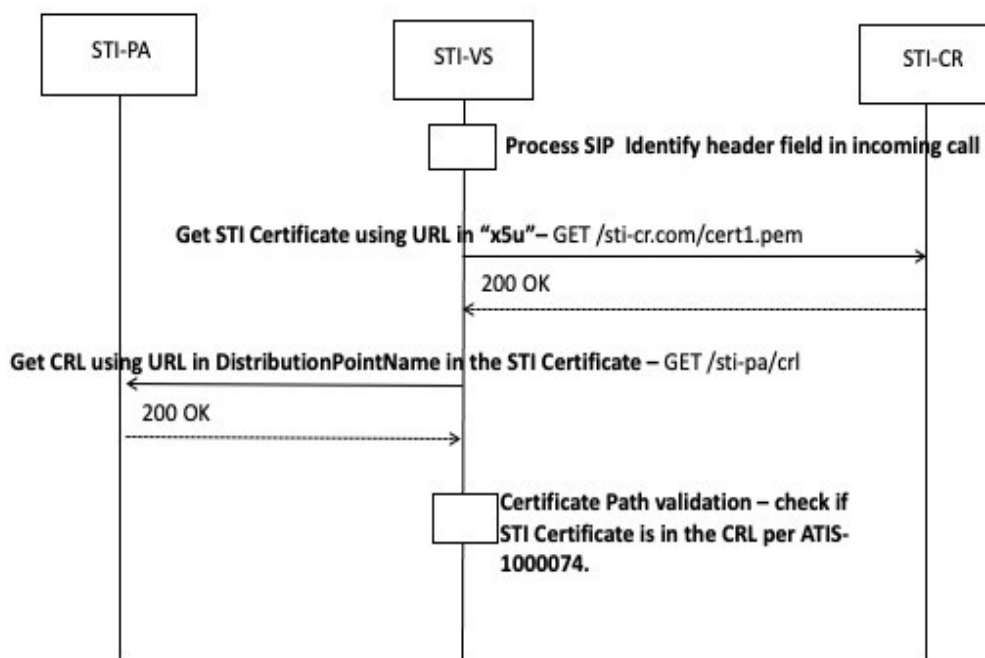 STI-PA
STI-VS
STI-CR
Process SIP  Identify header field in incoming call
Get STI Certificate using URL in “x5u”– GET /sti-cr.com/cert1.pem
200 OK
Get CRL using URL in DistributionPointName in the STI Certificate – GET /sti-pa/crl
200 OK
Certificate Path validation – check if
STI Certificate is in the CRL per ATIS-
1000074.